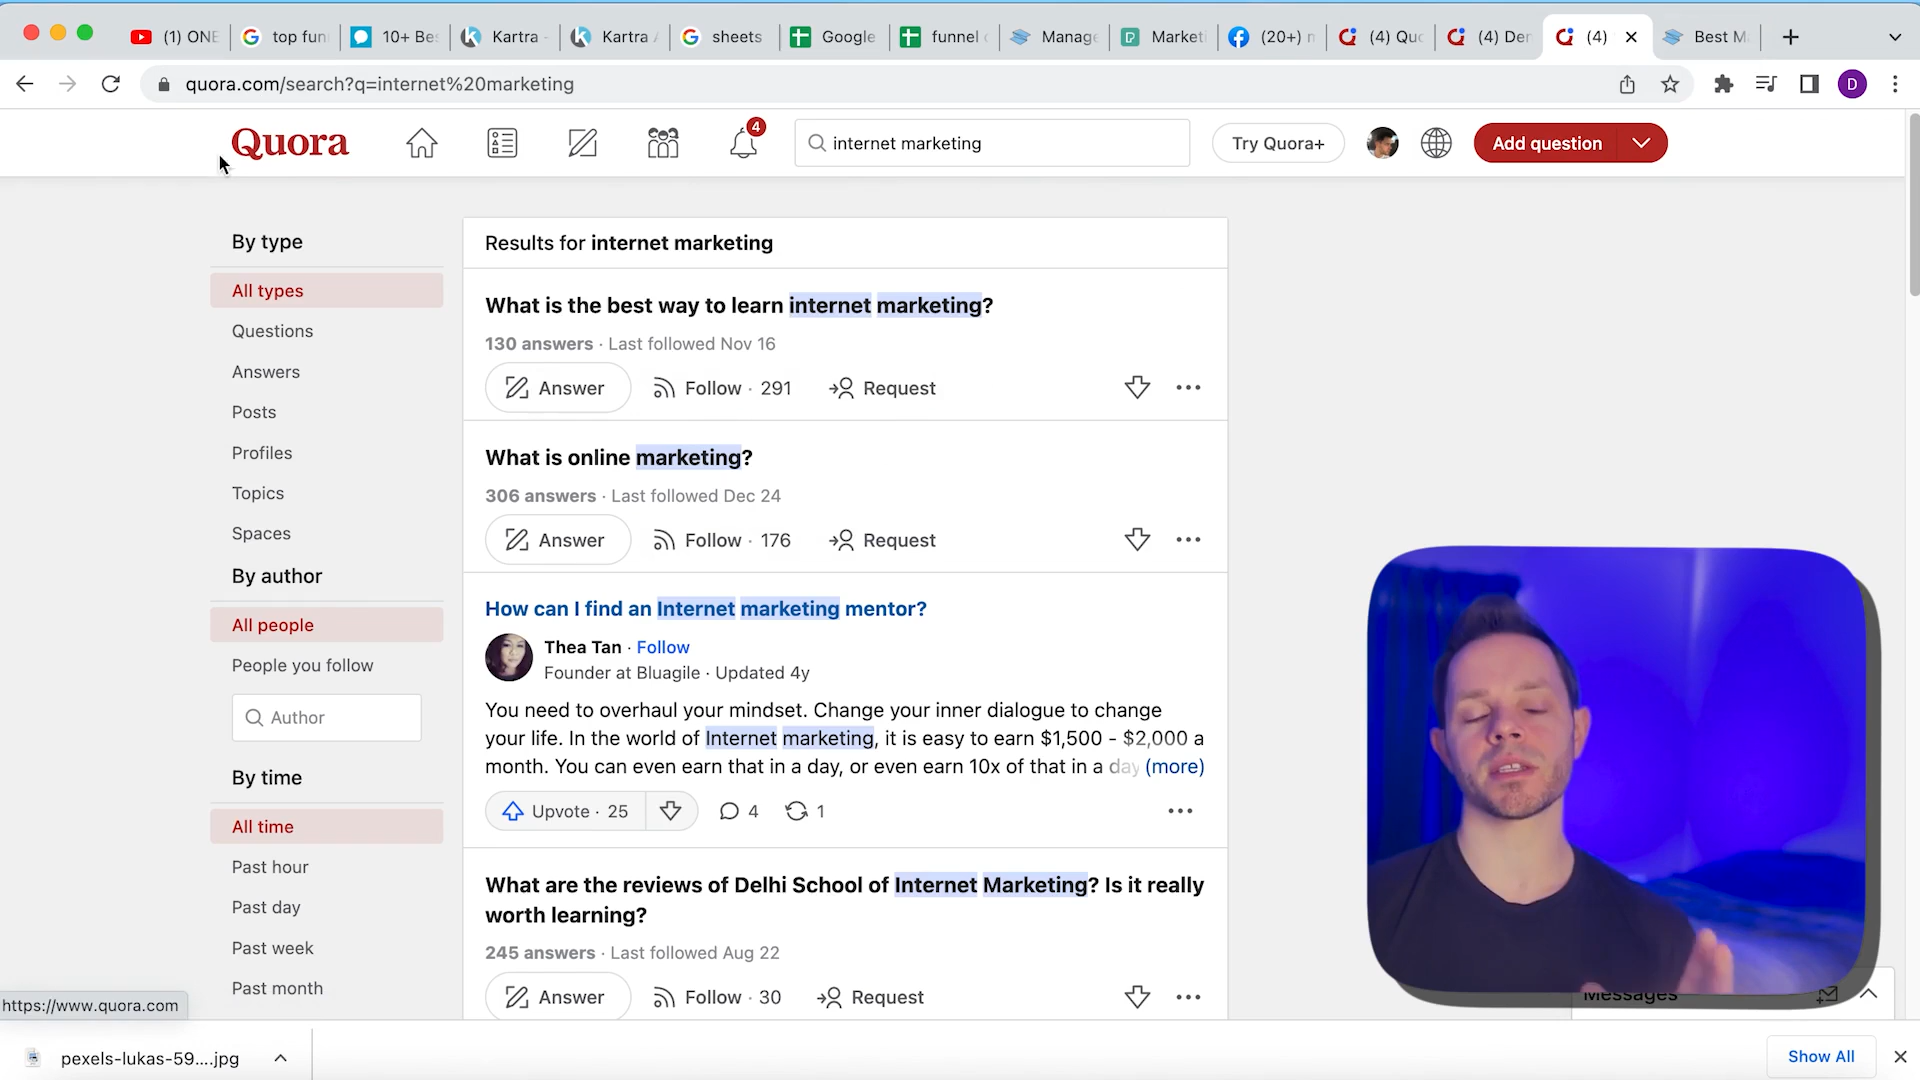 (1) ONE
top fun
10+ Bes
Kartra -
Kartra A
sheets
Google
funnel c
Manage
Marketi
(20+) n
(4) Quo
(4) Der
(4)
Best M
quora.com/search?q=internet%20marketing
D
Quora
4
internet marketing
Try Quora+
Add question
By type
All types
Questions
Answers
Posts
Profiles
Topics
Spaces
By author
All people
People you follow
Author
By time
All time
Past hour
Past day
Past week
Past month
Results for internet marketing
What is the best way to learn internet marketing?
130 answers · Last followed Nov 16
Answer
Follow · 291
Request
What is online marketing?
306 answers · Last followed Dec 24
Answer
Follow · 176
Request
How can I find an Internet marketing mentor?
Thea Tan · Follow
Founder at Bluagile · Updated 4y
You need to overhaul your mindset. Change your inner dialogue to change
your life. In the world of Internet marketing, it is easy to earn $1,500 - $2,000 a
month. You can even earn that in a day, or even earn 10x of that in a day (more)
Upvote · 25
4
1
What are the reviews of Delhi School of Internet Marketing? Is it really
worth learning?
245 answers · Last followed Aug 22
Answer
Follow · 30
Request
Messages
https://www.quora.com
pexels-lukas-59....jpg
Show All